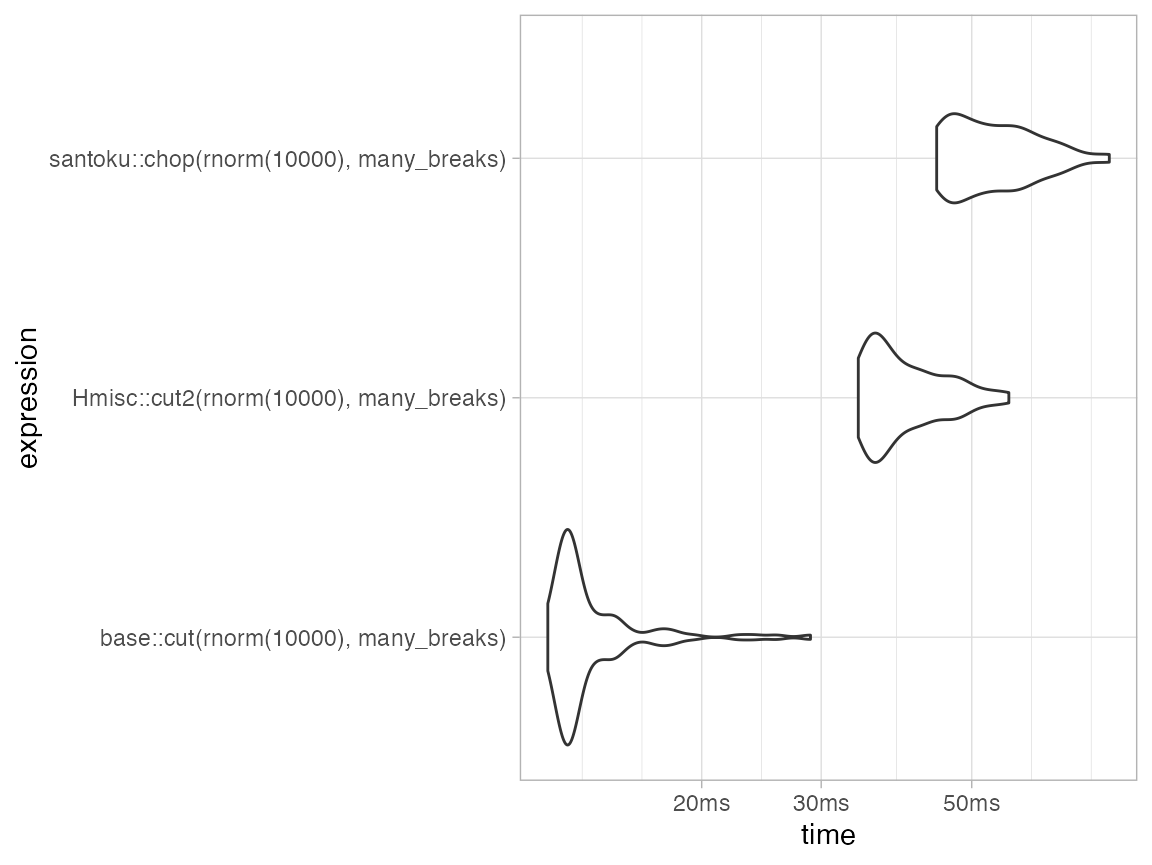 santoku::chop(rnorm(10000), many_breaks)
Hmisc::cut2(rnorm(10000), many_breaks)
base::cut(rnorm(10000), many_breaks)
expression
20ms 30ms 50ms
time